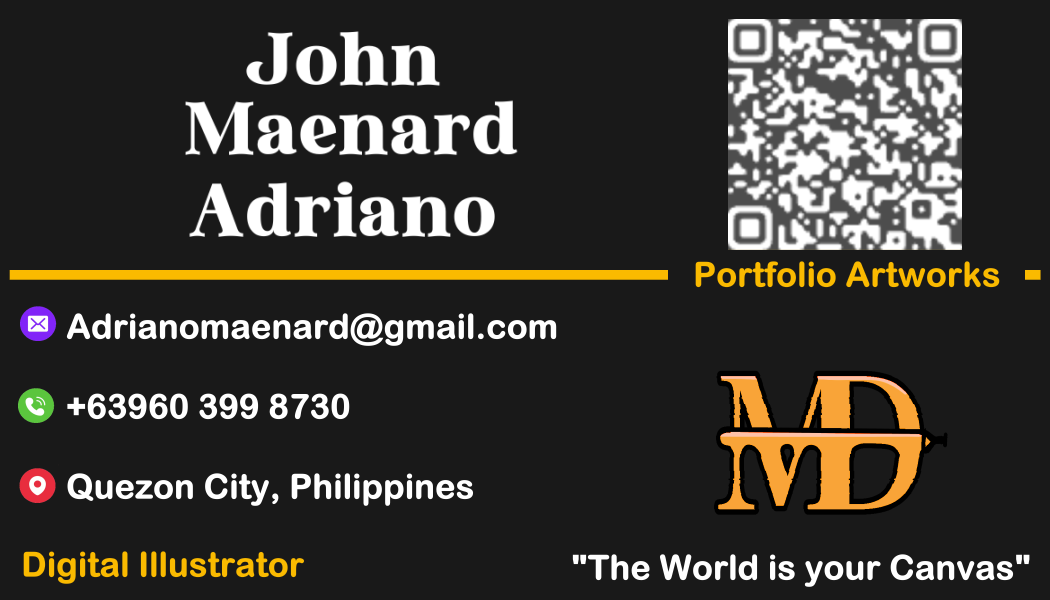 John
Maenard
Adriano
Portfolio Artworks
Adrianomaenard@gmail.com
+63960 399 8730
Quezon City, Philippines
MD
Digital Illustrator
"The World is your Canvas"